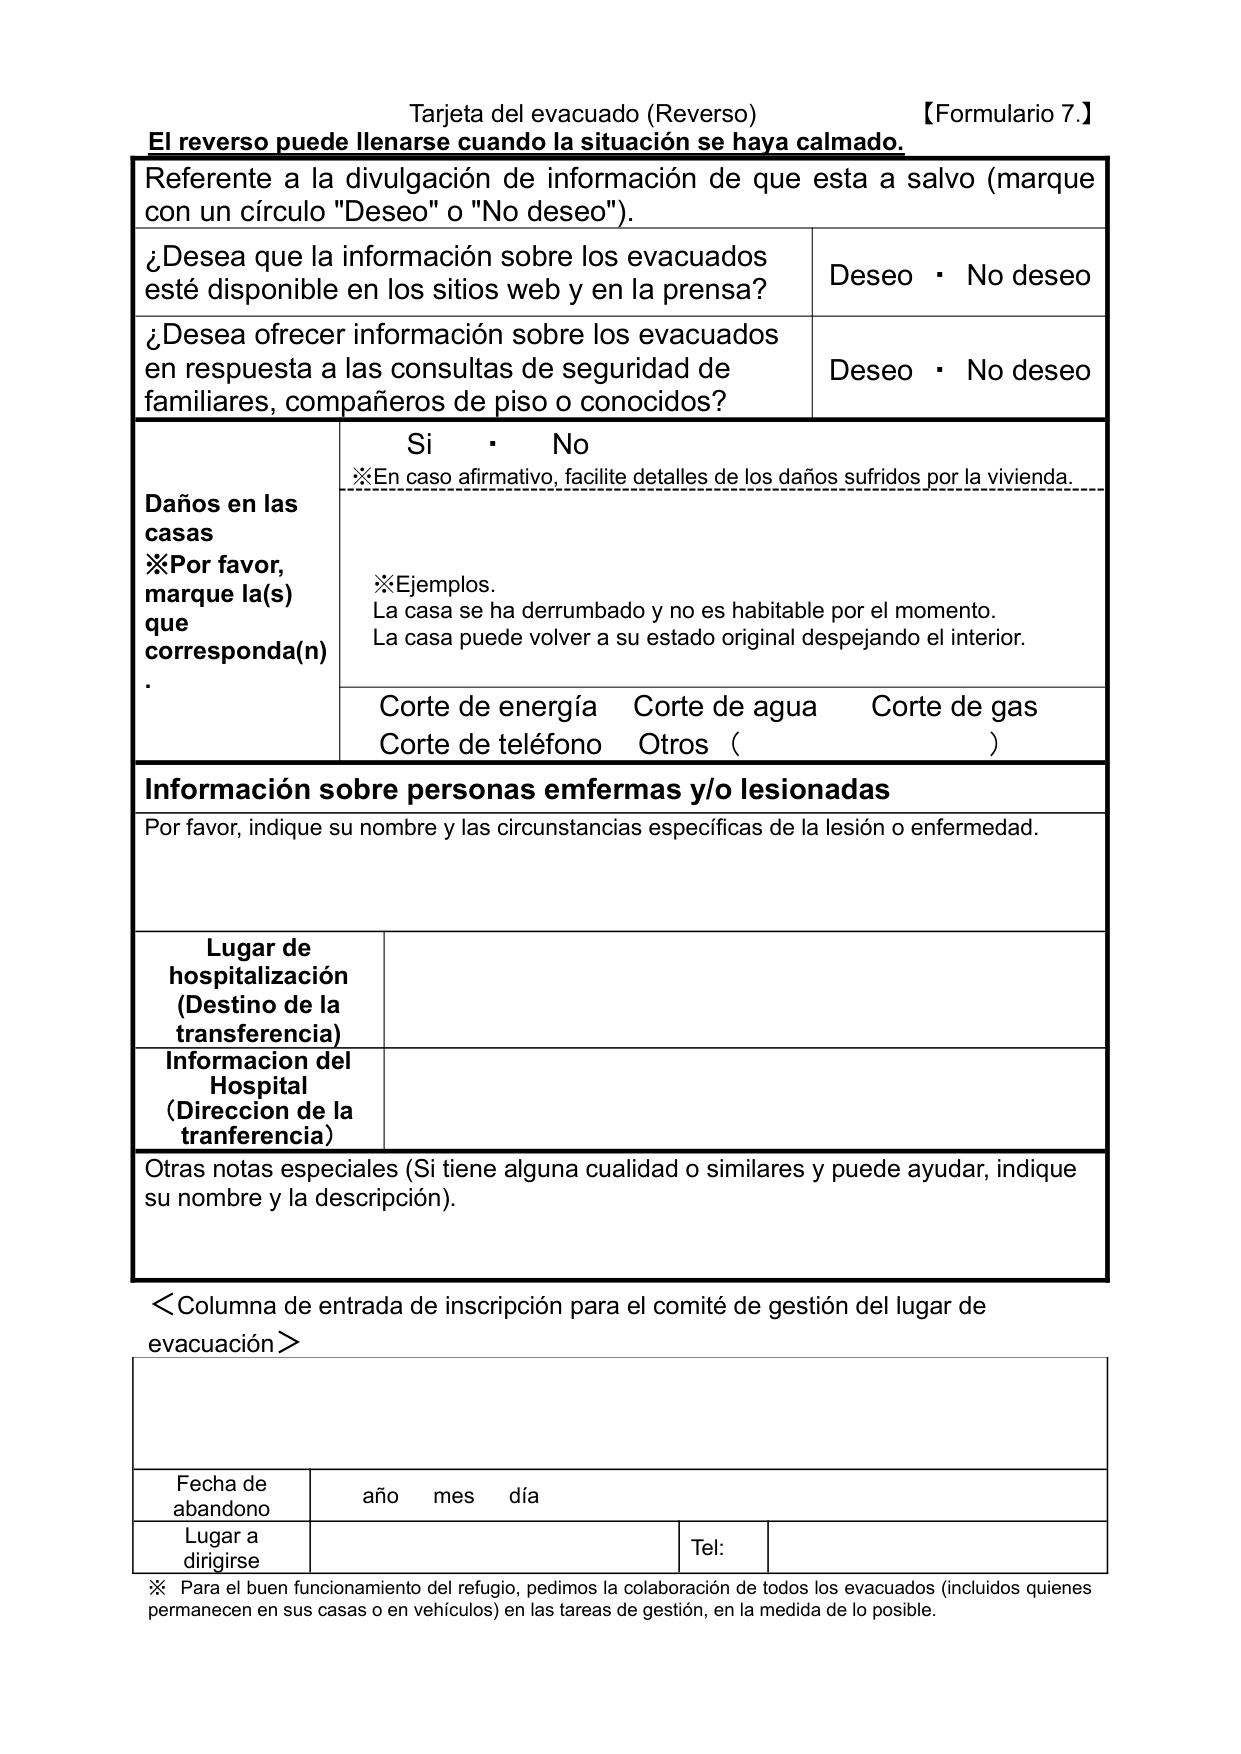 Tarjeta del evacuado (Reverso) 【Formulario 7.】
El reverso puede llenarse cuando la situación se haya calmado.
Referente a la divulgación de información de que esta a salvo (marque
con un círculo "Deseo" o "No deseo").
¿Desea que la información sobre los evacuados
esté disponible en los sitios web y en la prensa?
Deseo ・ No deseo
¿Desea ofrecer información sobre los evacuados
en respuesta a las consultas de seguridad de
familiares, compañeros de piso o conocidos?
Deseo ・ No deseo
Daños en las
casas
※Por favor,
marque la(s)
que
corresponda(n)
.
Si ・ No
※En caso afirmativo, facilite detalles de los daños sufridos por la vivienda.
※Ejemplos.
La casa se ha derrumbado y no es habitable por el momento.
La casa puede volver a su estado original despejando el interior.
Corte de energía Corte de agua Corte de gas
Corte de teléfono Otros （ ）
Información sobre personas emfermas y/o lesionadas
Por favor, indique su nombre y las circunstancias específicas de la lesión o enfermedad.
Lugar de
hospitalización
(Destino de la
transferencia)
Informacion del
Hospital
（Direccion de la
tranferencia）
Otras notas especiales (Si tiene alguna cualidad o similares y puede ayudar, indique
su nombre y la descripción).
＜Columna de entrada de inscripción para el comité de gestión del lugar de
evacuación＞
Fecha de
abandono
año mes día
Lugar a
dirigirse
Tel:
※ Para el buen funcionamiento del refugio, pedimos la colaboración de todos los evacuados (incluidos quienes
permanecen en sus casas o en vehículos) en las tareas de gestión, en la medida de lo posible.